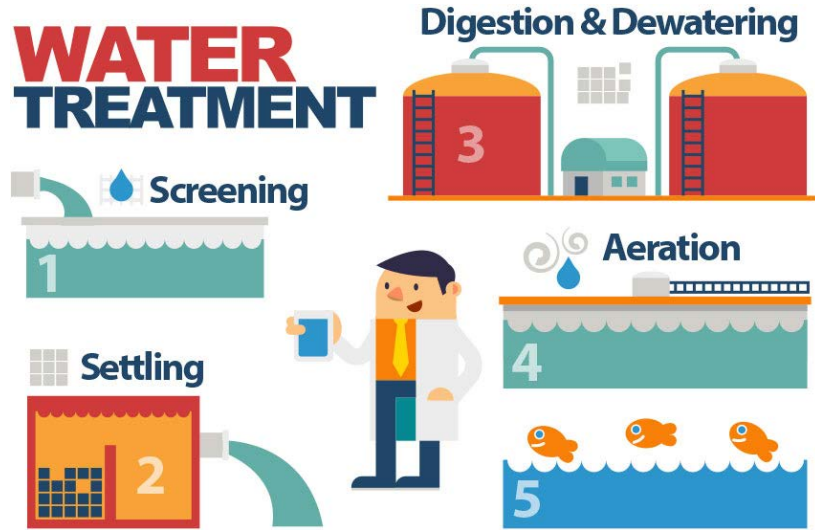 WATER
TREATMENT
Screening
1
Settling
2
Digestion & Dewatering
3
Aeration
4
5